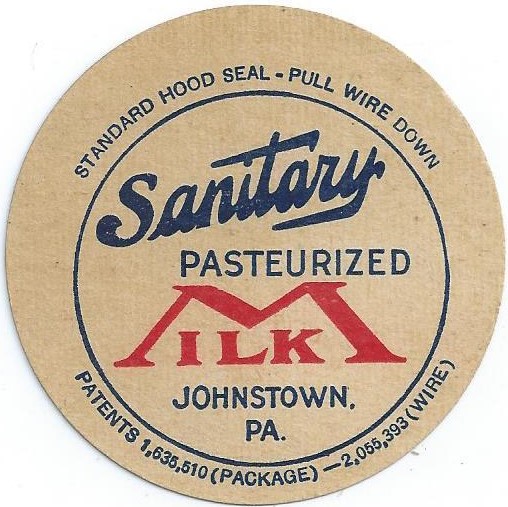 STANDARD HOOD SEAL - PULL WIRE DOWN
Sanitary
PASTEURIZED
MILK
JOHNSTOWN,
PA.
PATENTS 1,635,510 (PACKAGE) - 2,055,393 (WIRE)